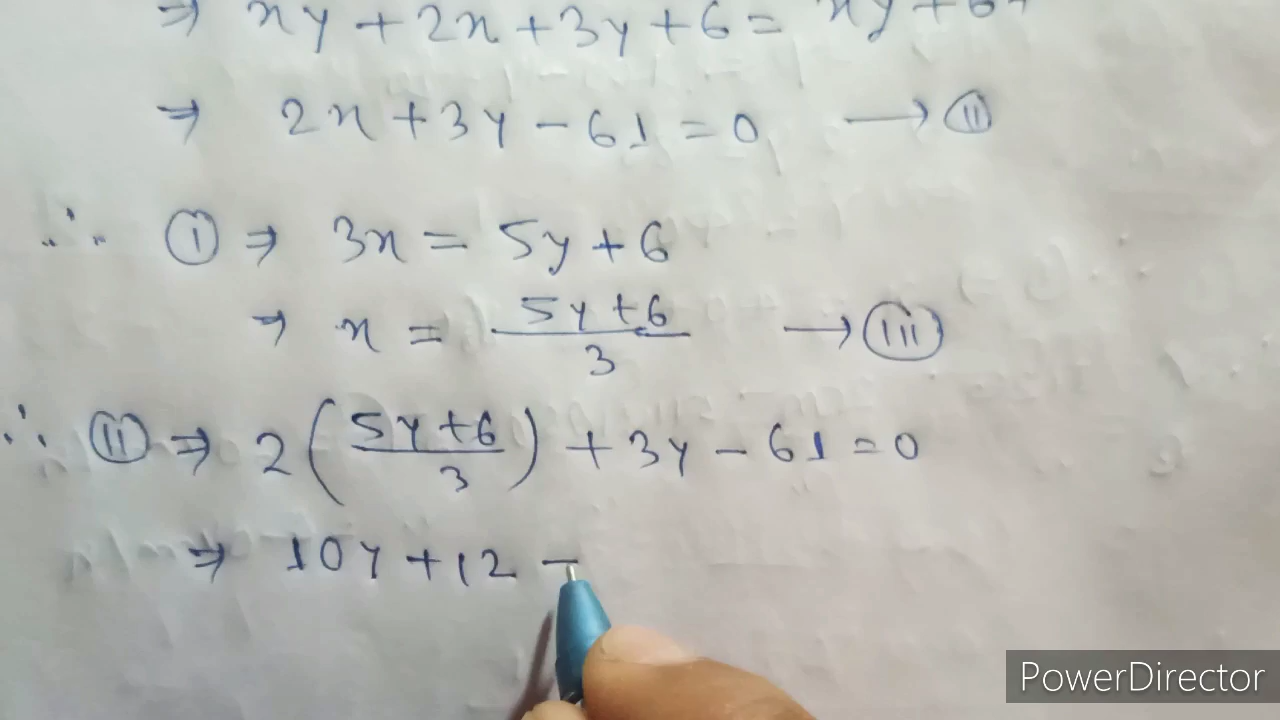 ⇒ xy + 2x + 3y + 6 = xy +
⇒ 2x + 3y - 61 = 0 → (ii)
∴ (i) ⇒ 3x = 5y + 6
⇒ x = (5y + 6)/3 → (iii)
∴ (ii) ⇒ 2((5y + 6)/3) + 3y - 61 = 0
⇒ 10y + 12
PowerDirector